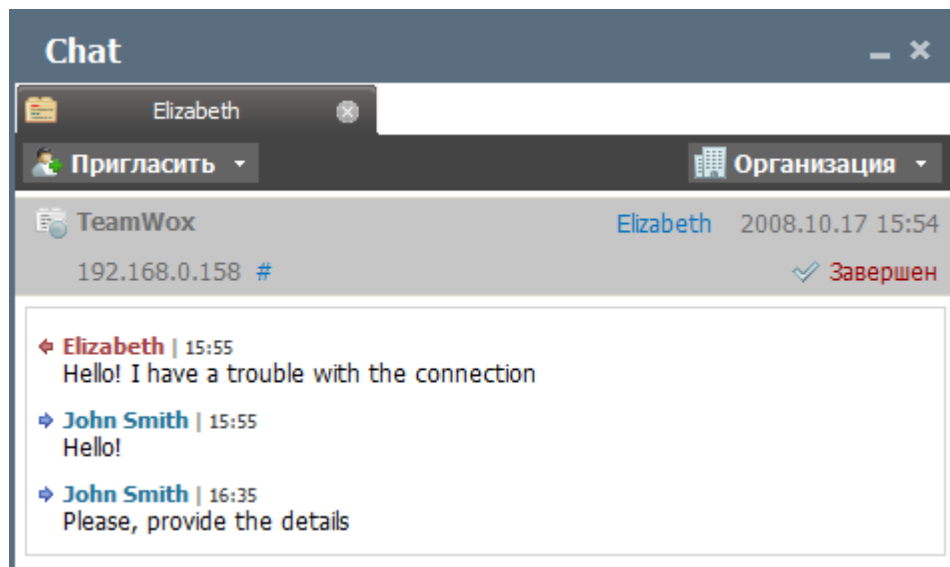 Chat
Elizabeth
Пригласить
Организация
TeamWox
Elizabeth 2008.10.17 15:54
192.168.0.158 #
Завершен
Elizabeth | 15:55
Hello! I have a trouble with the connection
John Smith | 15:55
Hello!
John Smith | 16:35
Please, provide the details